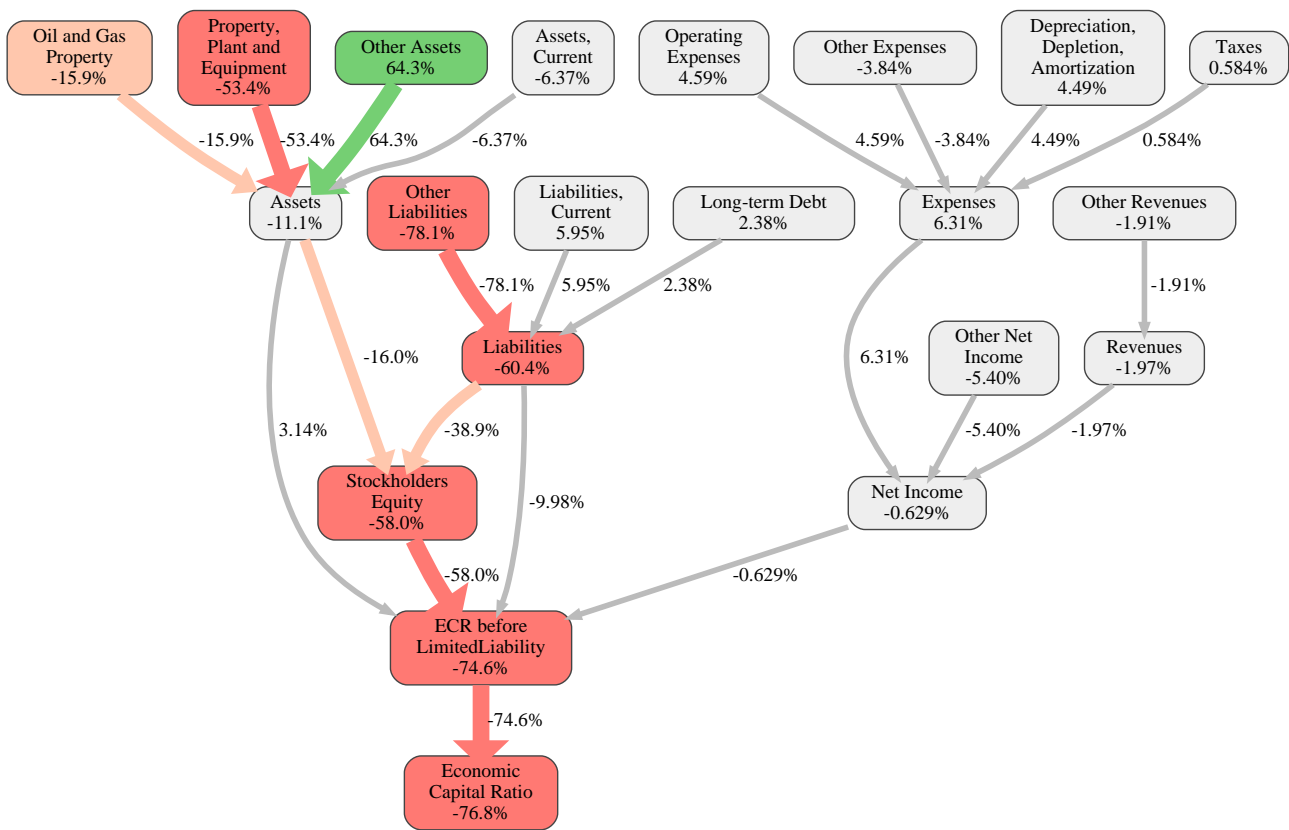 Oil and Gas
Property
-15.9%
Property,
Plant and
Equipment
-53.4%
Other Assets
64.3%
Assets,
Current
-6.37%
Operating
Expenses
4.59%
Other Expenses
-3.84%
Depreciation,
Depletion,
Amortization
4.49%
Taxes
0.584%
-15.9%
-53.4%
64.3%
-6.37%
4.59%
-3.84%
4.49%
0.584%
Assets
-11.1%
Other
Liabilities
-78.1%
Liabilities,
Current
5.95%
Long-term Debt
2.38%
Expenses
6.31%
Other Revenues
-1.91%
-78.1%
5.95%
2.38%
-1.91%
-16.0%
Liabilities
-60.4%
6.31%
Other Net
Income
-5.40%
Revenues
-1.97%
3.14%
-38.9%
-5.40%
-1.97%
Stockholders
Equity
-58.0%
-9.98%
Net Income
-0.629%
-58.0%
-0.629%
ECR before
LimitedLiability
-74.6%
-74.6%
Economic
Capital Ratio
-76.8%